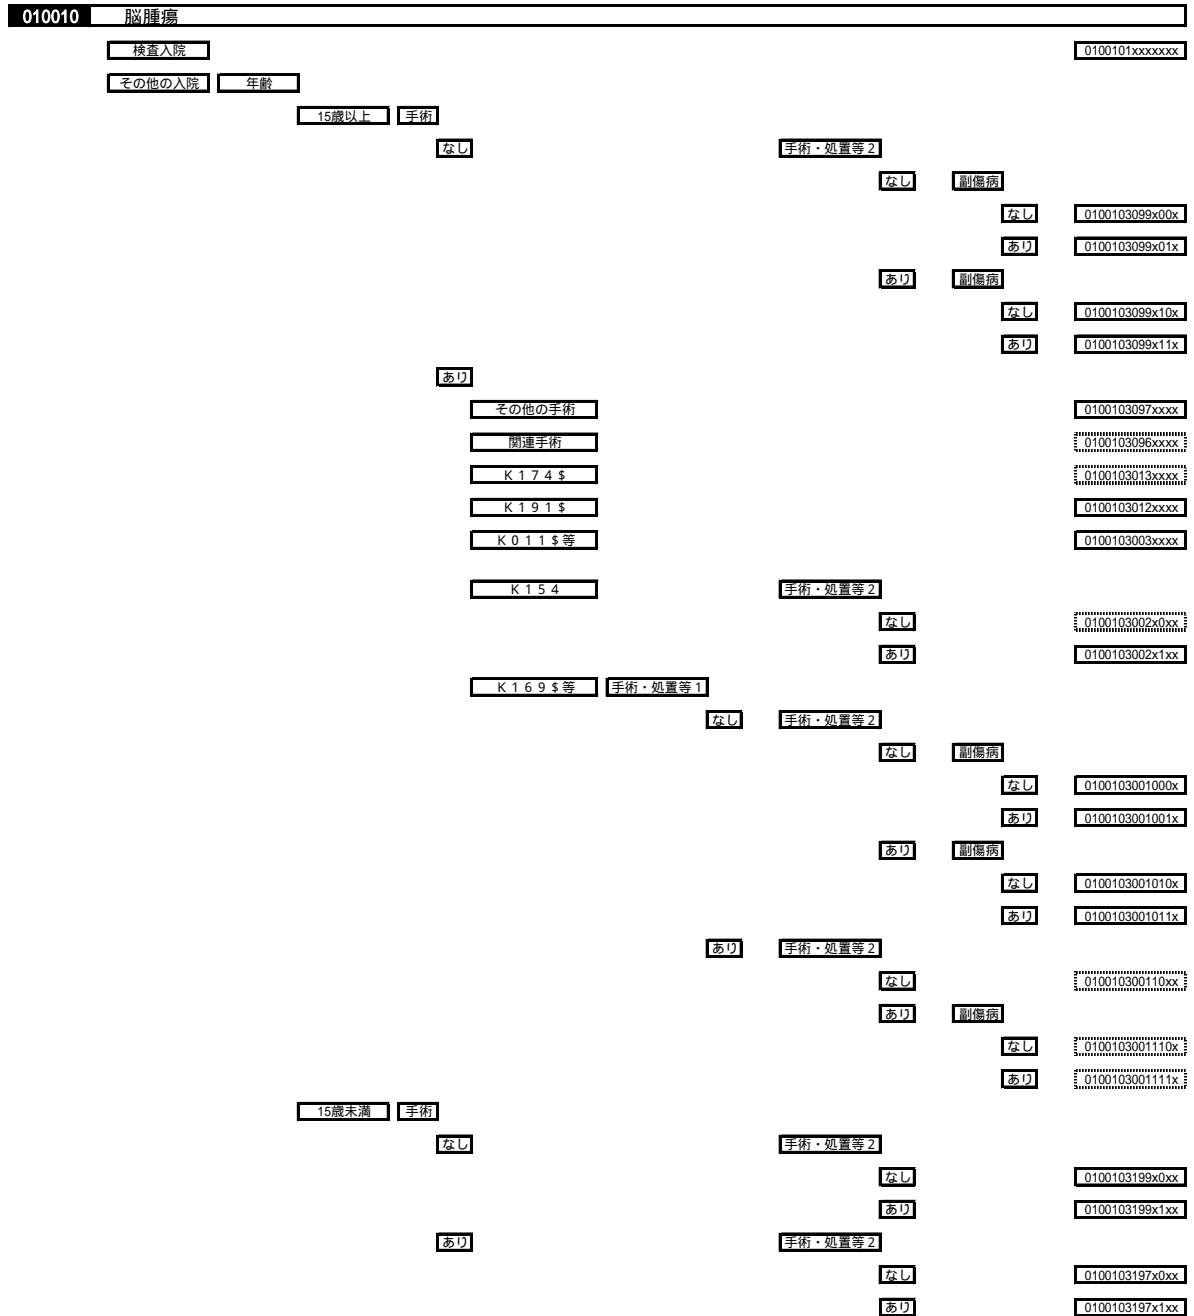 010010 脳腫瘍
検査入院 0100101xxxxxxx
その他の入院 年齢
15歳以上 手術
なし 手術・処置等2
なし 副傷病
なし 0100103099x00x
あり 0100103099x01x
あり 副傷病
なし 0100103099x10x
あり 0100103099x11x
あり
その他の手術 0100103097xxxx
関連手術 0100103096xxxx
K174$ 0100103013xxxx
K191$ 0100103012xxxx
K011$等 0100103003xxxx
K154 手術・処置等2
なし 0100103002x0xx
あり 0100103002x1xx
K169$等 手術・処置等1
なし 手術・処置等2
なし 副傷病
なし 0100103001000x
あり 0100103001001x
あり 副傷病
なし 0100103001010x
あり 0100103001011x
あり 手術・処置等2
なし 010010300110xx
あり 副傷病
なし 0100103001110x
あり 0100103001111x
15歳未満 手術
なし 手術・処置等2
なし 0100103199x0xx
あり 0100103199x1xx
あり 手術・処置等2
なし 0100103197x0xx
あり 0100103197x1xx